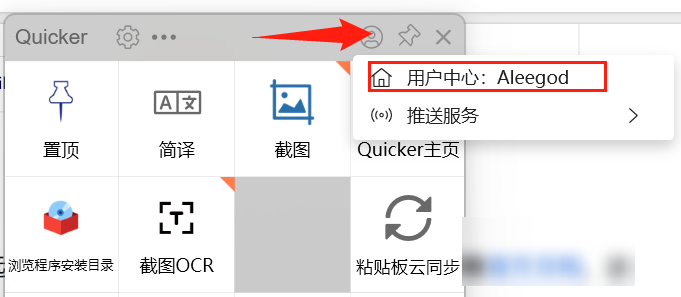 Quicker
用户中心：Aleegod
推送服务
置顶
简译
截图
Quicker主页
浏览程序安装目录
截图OCR
粘贴板云同步